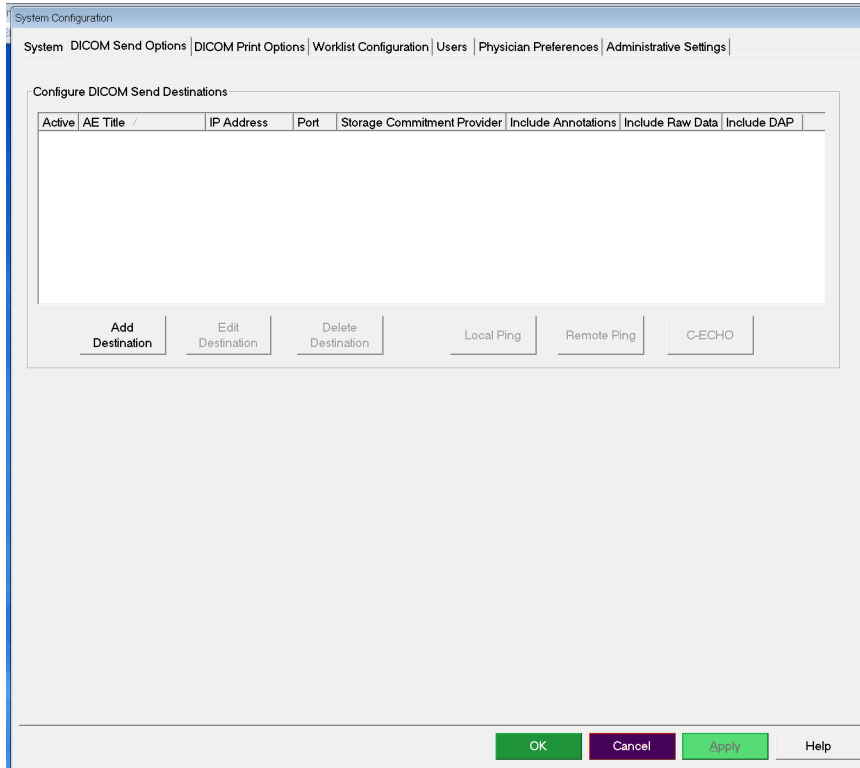 System Configuration
System DICOM Send Options DICOM Print Options Worklist Configuration Users Physician Preferences Administrative Settings
Configure DICOM Send Destinations
Active AE Title IP Address Port Storage Commitment Provider Include Annotations Include Raw Data Include DAP
Add Destination Edit Destination Delete Destination Local Ping Remote Ping C-ECHO
OK Cancel Apply Help